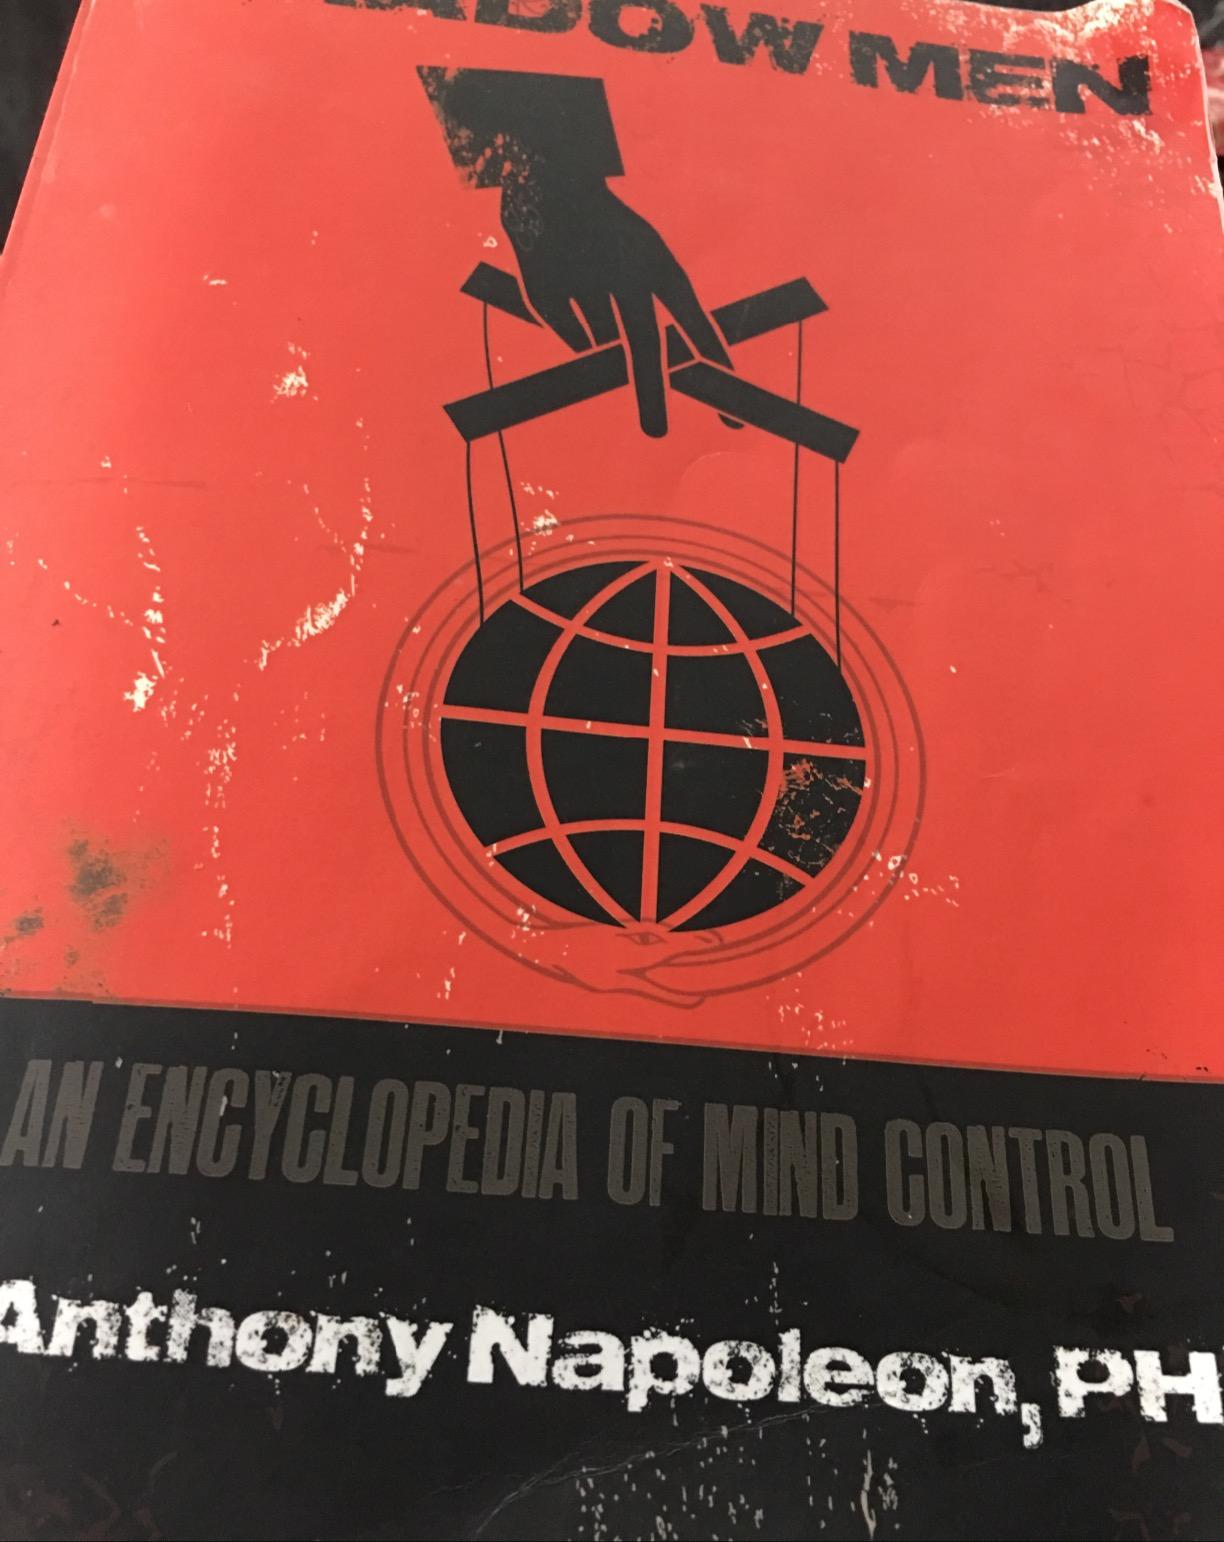 ADOW MEN
AN ENCYCLOPEDIA OF MIND CONTROL
Anthony Napoleon, PH